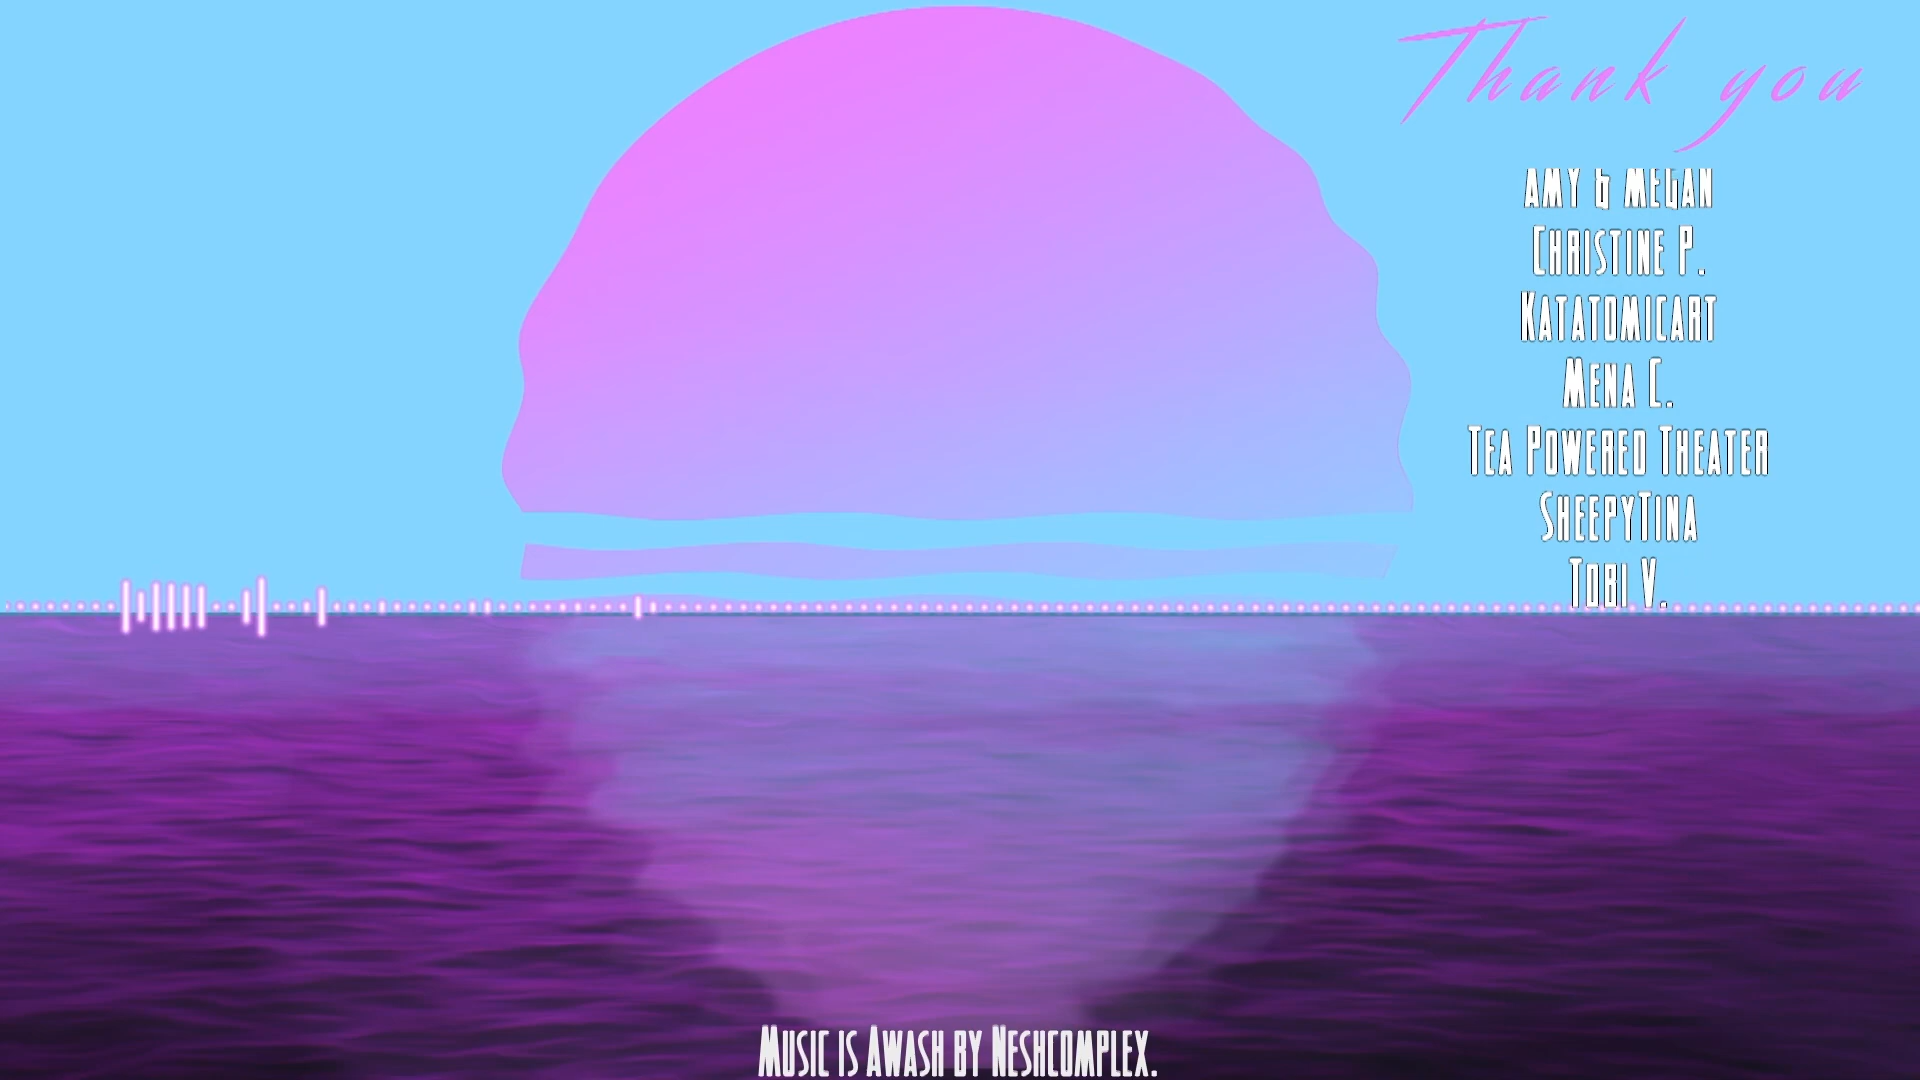 Thank you
Amy & Megan
Christine P.
Katatomicart
Mena C.
Tea Powered Theater
SheepyTina
Tobi V.
Music is Awash by Neshcomplex.